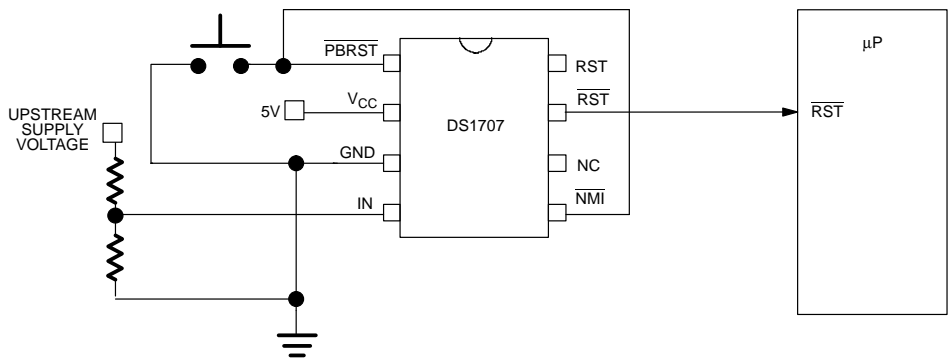 PBRST
RST
μP
5V
VCC
RST
RST
UPSTREAM
SUPPLY
VOLTAGE
DS1707
GND
NC
IN
NMI